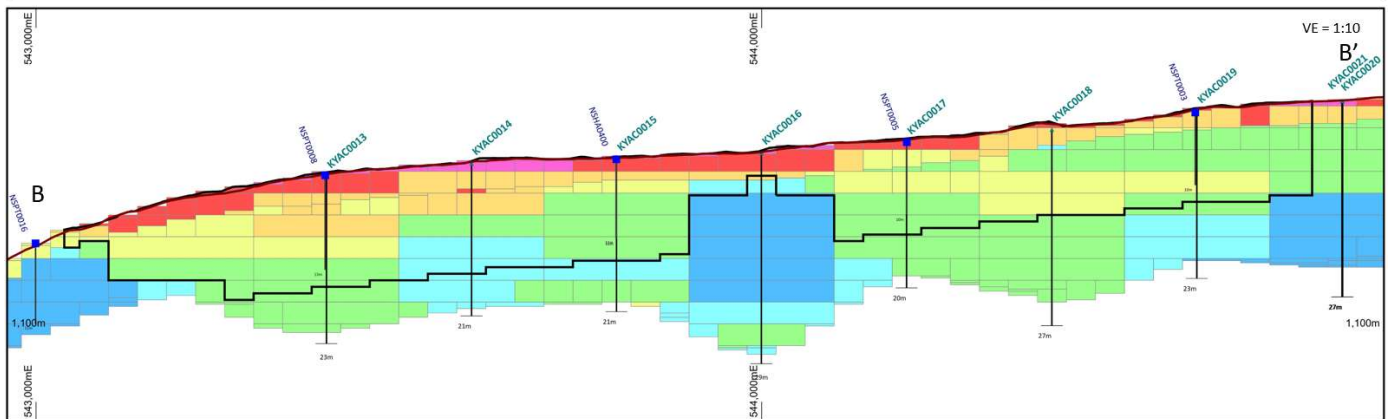 543,000mE
544,000mE
VE = 1:10
B
B'
NSPT0016
NSPT0008
KYAC0013
KYAC0014
NSHA0400
KYAC0015
KYAC0016
NSPT0005
KYAC0017
KYAC0018
NSPT0003
KYAC0019
KYAC0021
KYAC0020
1,100m
1,100m
23m
21m
21m
29m
20m
27m
23m
27m
543,000mE
544,000mE